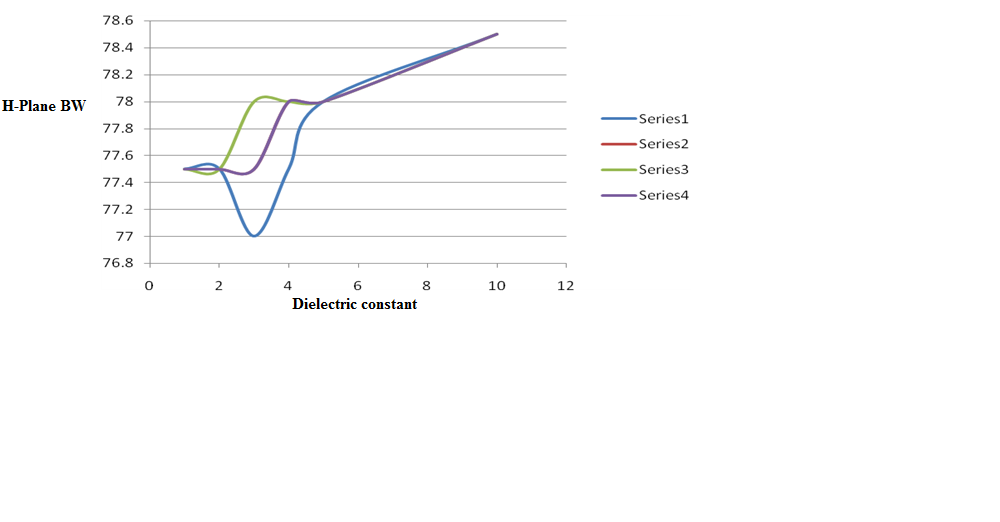 78.6
78.4
78.2
78
77.8
77.6
77.4
77.2
77
76.8
H-Plane BW
0 2 4 6 8 10 12
Dielectric constant
Series1
Series2
Series3
Series4